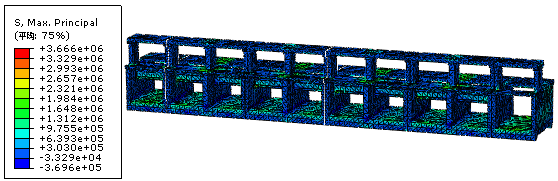 S, Max. Principal
(平均: 75%)
+3.666e+06
+3.329e+06
+2.993e+06
+2.657e+06
+2.321e+06
+1.984e+06
+1.648e+06
+1.312e+06
+9.755e+05
+6.393e+05
+3.030e+05
-3.329e+04
-3.696e+05